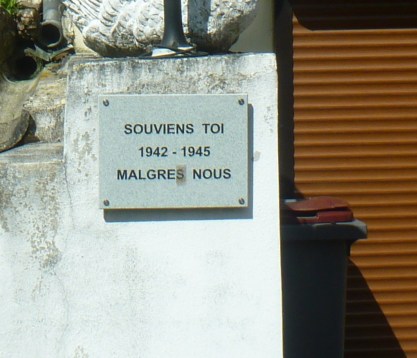 SOUVIENS TOI
1942 - 1945
MALGRES NOUS